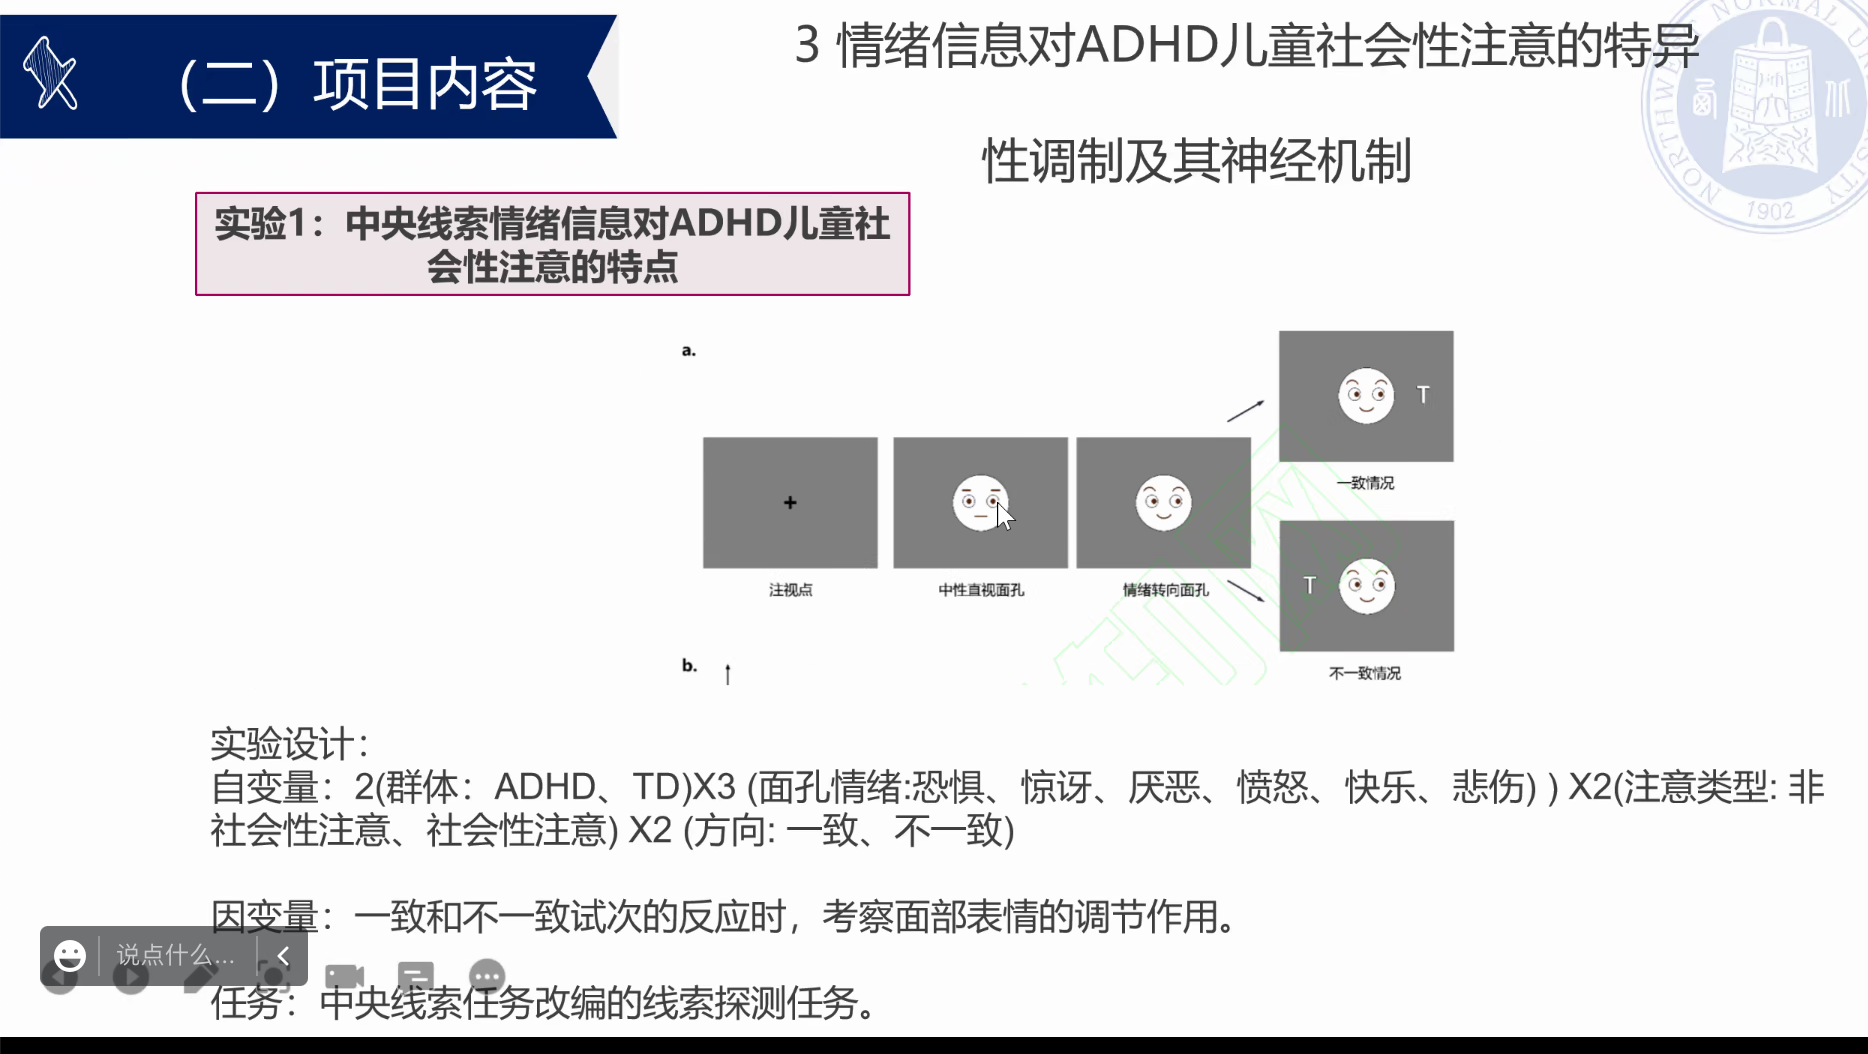 （二）项目内容
3 情绪信息对ADHD儿童社会性注意的特异
性调制及其神经机制
NORTHWEST NORMAL UNIVERSITY
1902
实验1：中央线索情绪信息对ADHD儿童社
会性注意的特点
a.
+
T
一致情况
注视点
中性直视面孔
情绪转向面孔
T
不一致情况
b.
实验设计：
自变量：2(群体：ADHD、TD)X3 (面孔情绪:恐惧、惊讶、厌恶、愤怒、快乐、悲伤) ) X2(注意类型: 非
社会性注意、社会性注意) X2 (方向: 一致、不一致)
因变量：一致和不一致试次的反应时，考察面部表情的调节作用。
说点什么...
任务：中央线索任务改编的线索探测任务。